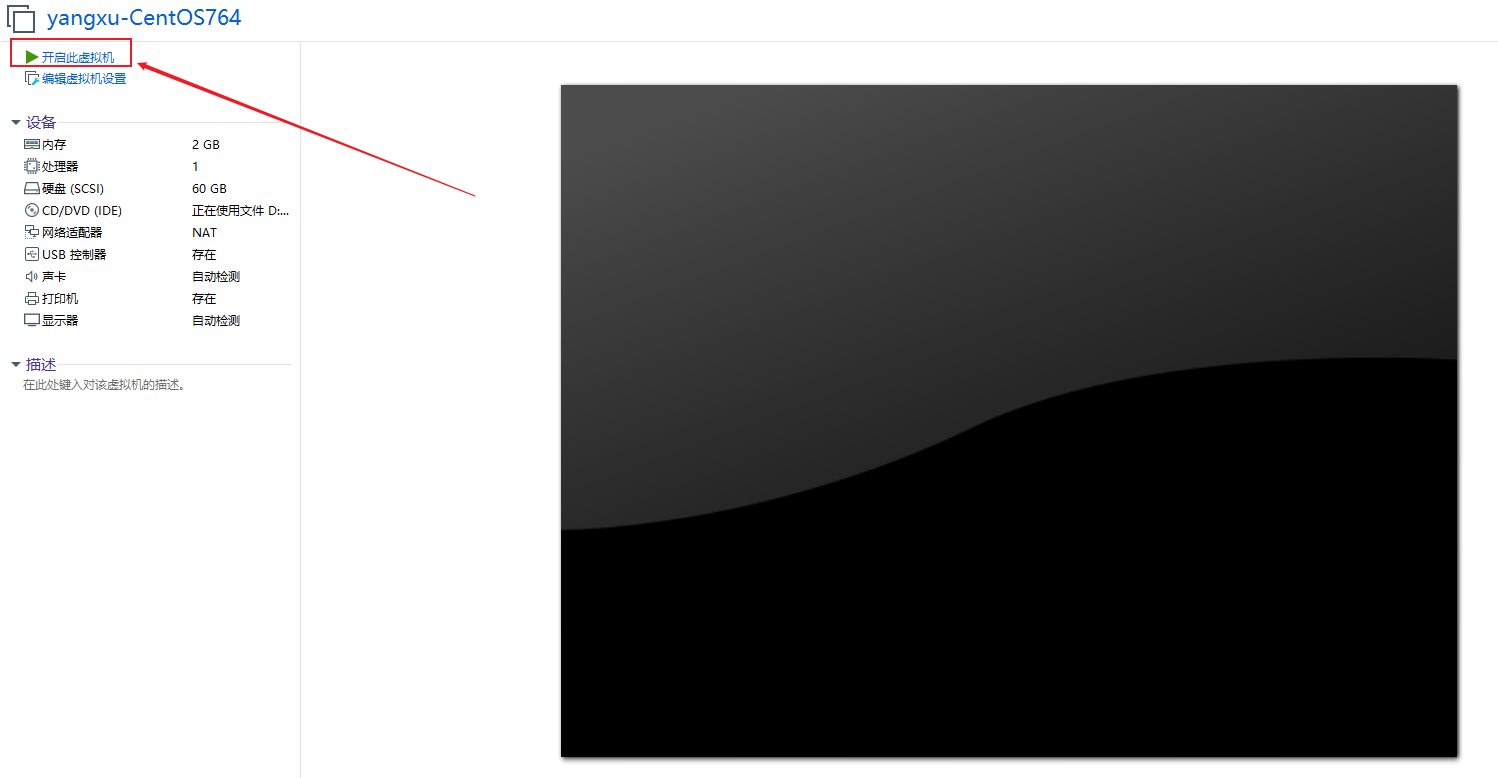 yangxu-CentOS764
开启此虚拟机
编辑虚拟机设置
设备
内存 2 GB
处理器 1
硬盘 (SCSI) 60 GB
CD/DVD (IDE) 正在使用文件 D:...
网络适配器 NAT
USB 控制器 存在
声卡 自动检测
打印机 存在
显示器 自动检测
描述
在此处键入对该虚拟机的描述。